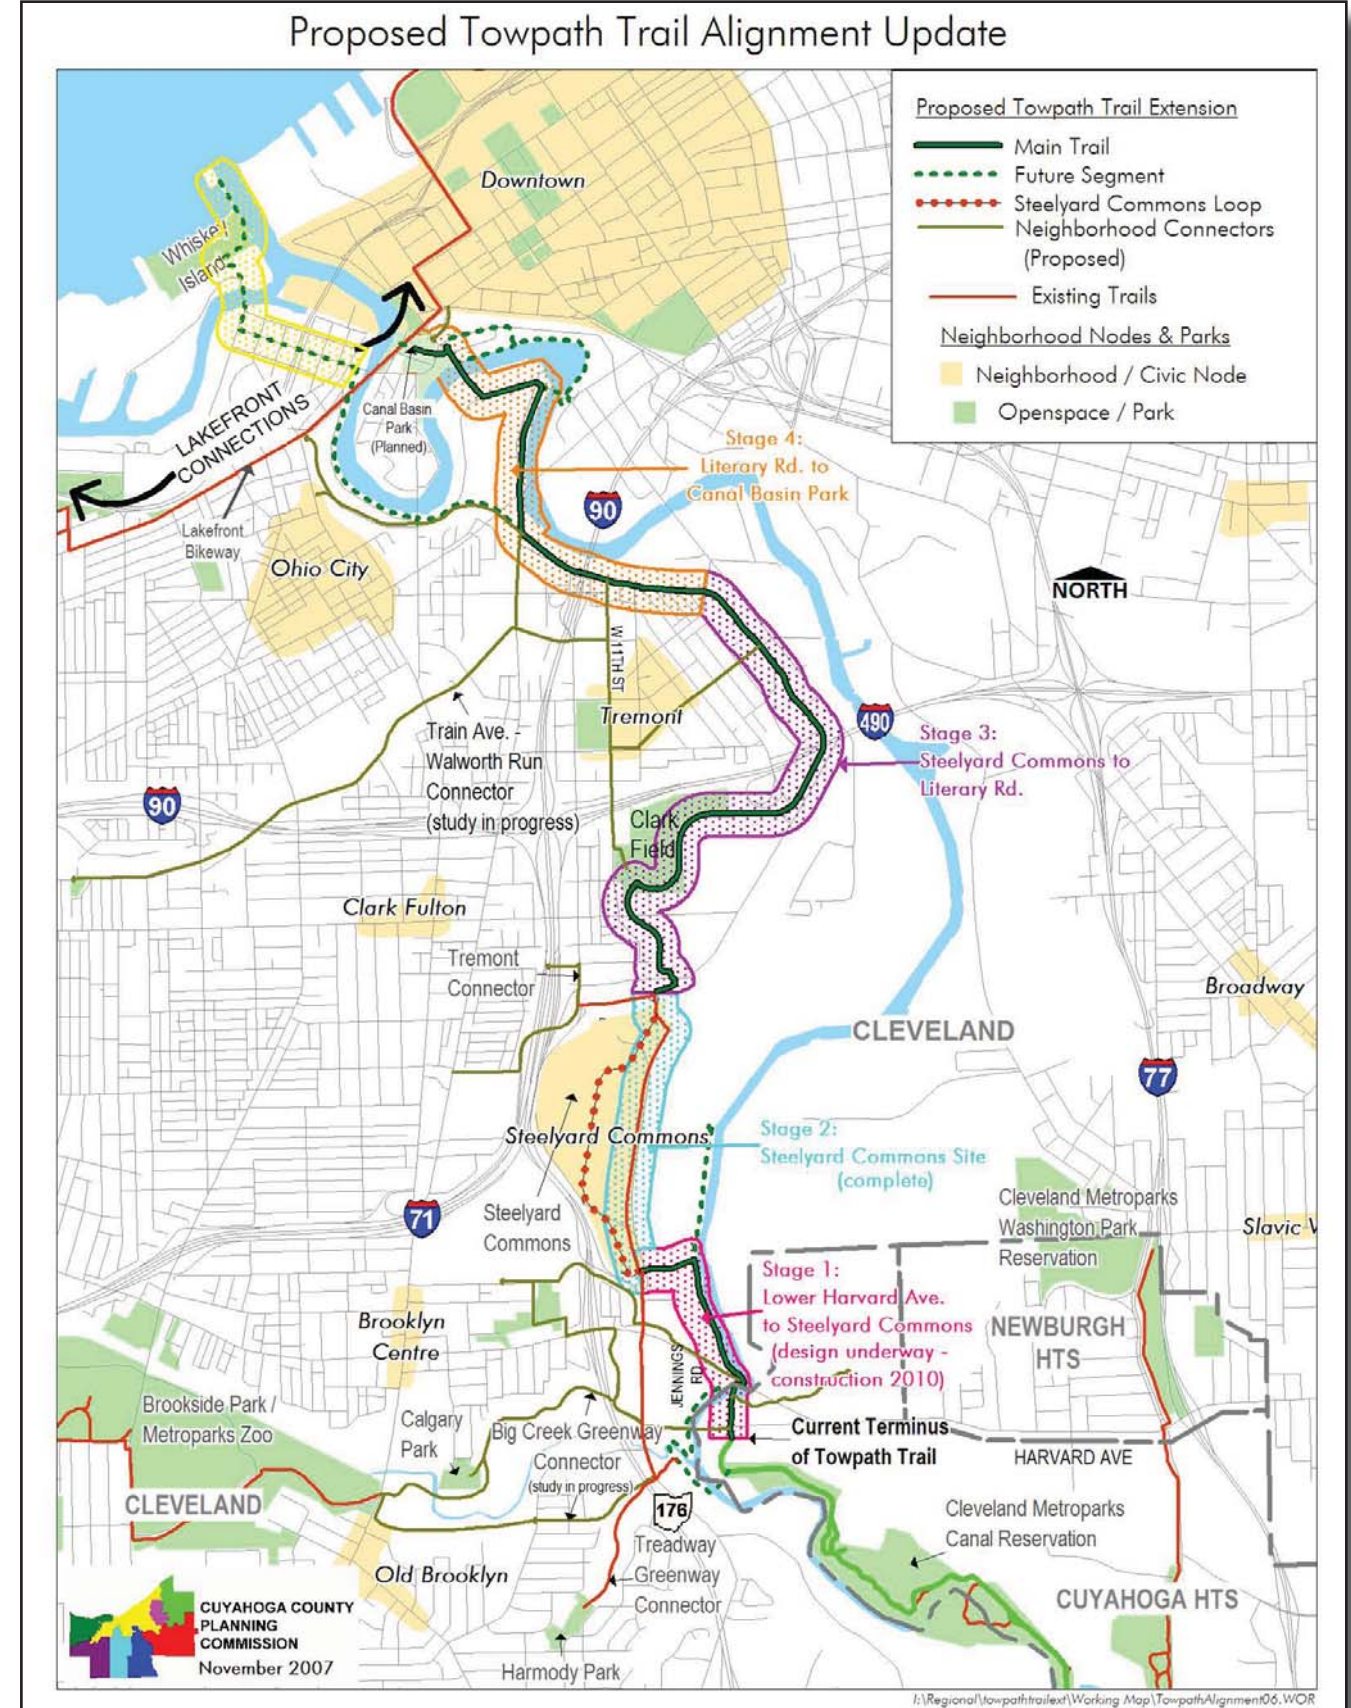 Proposed Towpath Trail Alignment Update
Proposed Towpath Trail Extension
Main Trail
Future Segment
Steelyard Commons Loop
Neighborhood Connectors
(Proposed)
Existing Trails
Neighborhood Nodes & Parks
Neighborhood / Civic Node
Openspace / Park
Downtown
Whiskey
Island
LAKEFRONT
CONNECTIONS
Canal Basin
Park
(Planned)
Stage 4:
Literary Rd. to
Canal Basin Park
90
Lakefront
Bikeway
Ohio City
NORTH
W 11TH ST
Tremont
490
Train Ave. -
Walworth Run
Connector
(study in progress)
Stage 3:
Steelyard Commons to
Literary Rd.
90
Clark
Field
Clark Fulton
Tremont
Connector
Broadway
CLEVELAND
77
Steelyard Commons
Stage 2:
Steelyard Commons Site
(complete)
71
Steelyard
Commons
Cleveland Metroparks
Washington Park
Reservation
Slavic V
Stage 1:
Lower Harvard Ave.
to Steelyard Commons
(design underway -
construction 2010)
NEWBURGH
HTS
Brooklyn
Centre
JENNINGS
RD.
Brookside Park /
Metroparks Zoo
Calgary
Park
Big Creek Greenway
Connector
(study in progress)
Current Terminus
of Towpath Trail
HARVARD AVE
CLEVELAND
176
Cleveland Metroparks
Canal Reservation
Treadway
Greenway
Connector
Old Brooklyn
CUYAHOGA HTS
CUYAHOGA COUNTY
PLANNING
COMMISSION
November 2007
Harmody Park
I:\Regional\towpathtrailext\Working Map\TowpathAlignment06.WOR